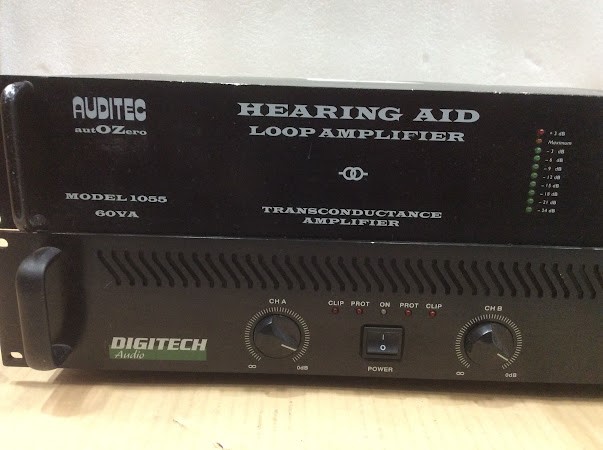 AUDITEC
autOZero
HEARING AID
LOOP AMPLIFIER
MODEL 1055
60VA
TRANSCONDUCTANCE
AMPLIFIER
+ 3 dB
Maximum
- 3 dB
- 6 dB
- 9 dB
- 12 dB
- 15 dB
- 18 dB
- 21 dB
- 24 dB
CH A
CLIP PROT ON PROT CLIP
CH B
DIGITECH
Audio
∞ 0dB
I
O
POWER
∞ 0dB